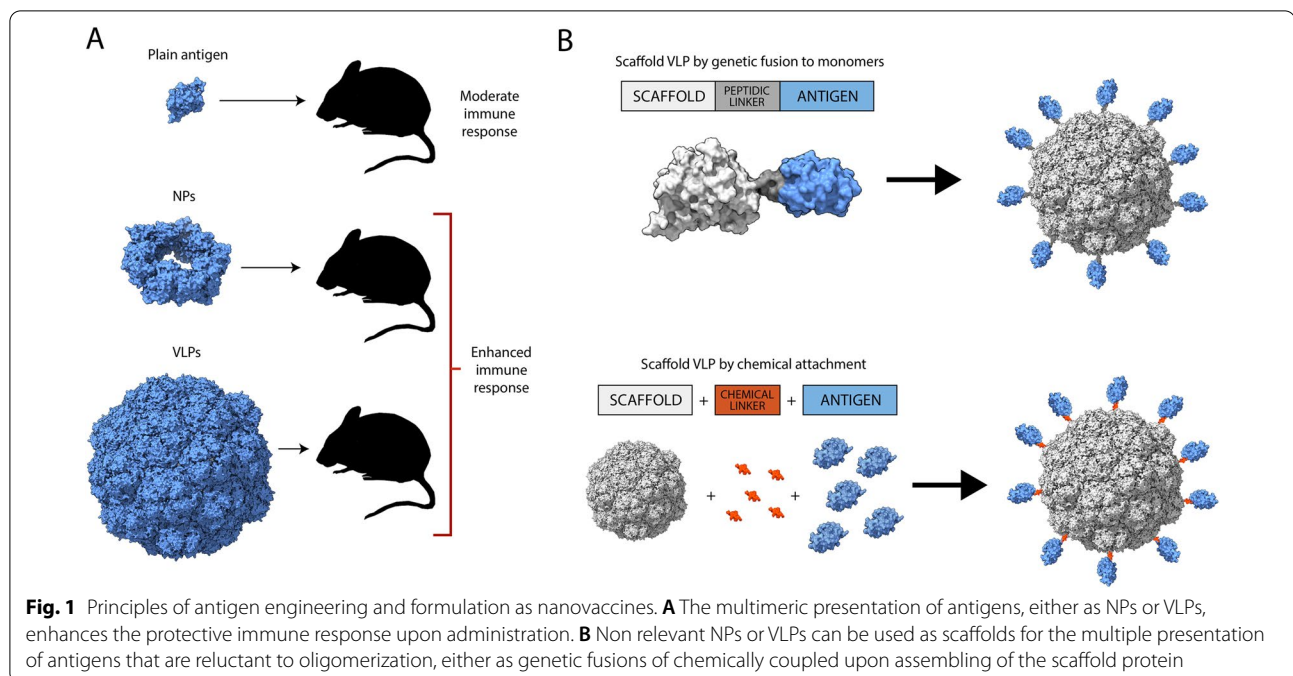 A
Plain antigen
Moderate
immune
response
NPs
VLPs
Enhanced
immune
response
B
Scaffold VLP by genetic fusion to monomers
SCAFFOLD PEPTIDIC LINKER ANTIGEN
Scaffold VLP by chemical attachment
SCAFFOLD + CHEMICAL LINKER + ANTIGEN
+ +
Fig. 1 Principles of antigen engineering and formulation as nanovaccines. A The multimeric presentation of antigens, either as NPs or VLPs,
enhances the protective immune response upon administration. B Non relevant NPs or VLPs can be used as scaffolds for the multiple presentation
of antigens that are reluctant to oligomerization, either as genetic fusions of chemically coupled upon assembling of the scaffold protein